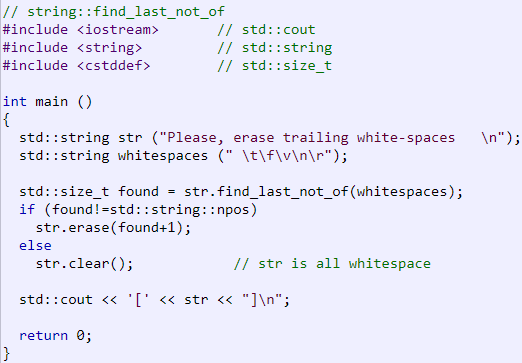 // string::find_last_not_of
#include <iostream>       // std::cout
#include <string>         // std::string
#include <cstddef>        // std::size_t

int main ()
{
  std::string str ("Please, erase trailing white-spaces   \n");
  std::string whitespaces (" \t\f\v\n\r");

  std::size_t found = str.find_last_not_of(whitespaces);
  if (found!=std::string::npos)
    str.erase(found+1);
  else
    str.clear();            // str is all whitespace

  std::cout << '[' << str << "]\n";

  return 0;
}